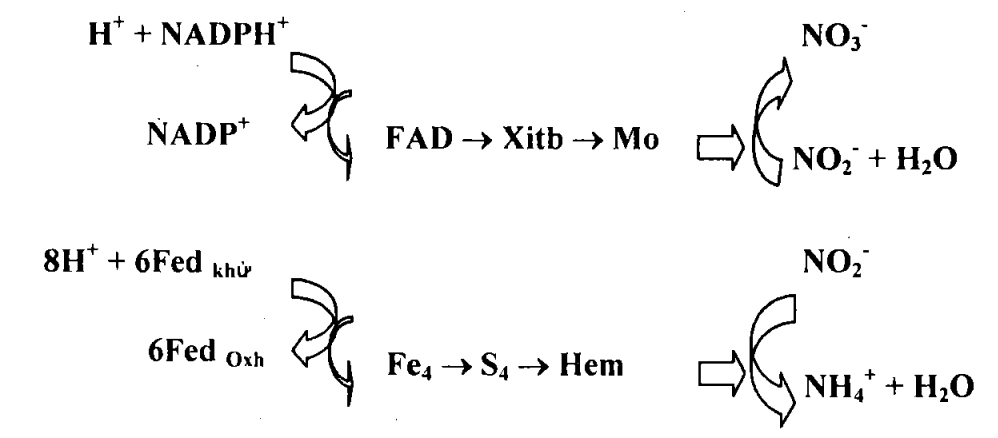 H⁺ + NADPH⁺ NO₃⁻
NADP⁺ FAD → Xitb → Mo NO₂⁻ + H₂O
8H⁺ + 6Fed khử NO₂⁻
6Fed Oxh Fe₄ → S₄ → Hem NH₄⁺ + H₂O